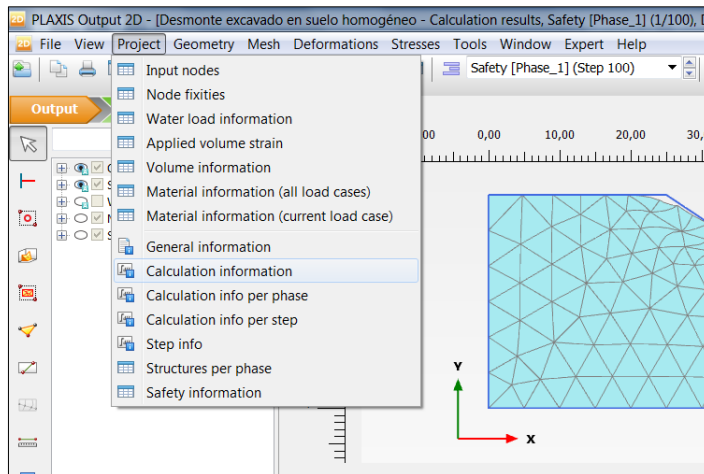 PLAXIS Output 2D - [Desmonte excavado en suelo homogéneo - Calculation results, Safety [Phase_1] (1/100),
File View Project Geometry Mesh Deformations Stresses Tools Window Expert Help
Safety [Phase_1] (Step 100)
Output
Input nodes
Node fixities
Water load information
Applied volume strain
Volume information
Material information (all load cases)
Material information (current load case)
General information
Calculation information
Calculation info per phase
Calculation info per step
Step info
Structures per phase
Safety information
0,00 10,00 20,00 30,
Y
X